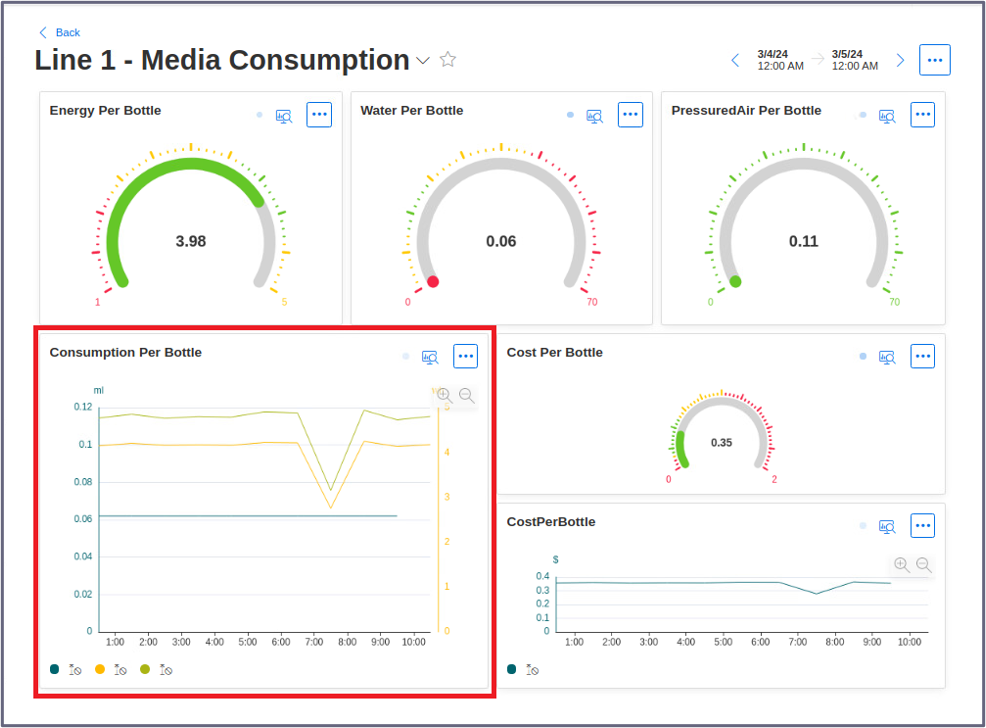 Back
Line 1 - Media Consumption
3/4/24
12:00 AM
3/5/24
12:00 AM
Energy Per Bottle
3.98
1
5
Water Per Bottle
0.06
0
70
PressuredAir Per Bottle
0.11
0
70
Consumption Per Bottle
ml
0.12
0.1
0.08
0.06
0.04
0.02
0
4
3
2
1
0
1:00 2:00 3:00 4:00 5:00 6:00 7:00 8:00 9:00 10:00
Cost Per Bottle
0.35
0
2
CostPerBottle
$
0.4
0.3
0.2
0.1
0
1:00 2:00 3:00 4:00 5:00 6:00 7:00 8:00 9:00 10:00